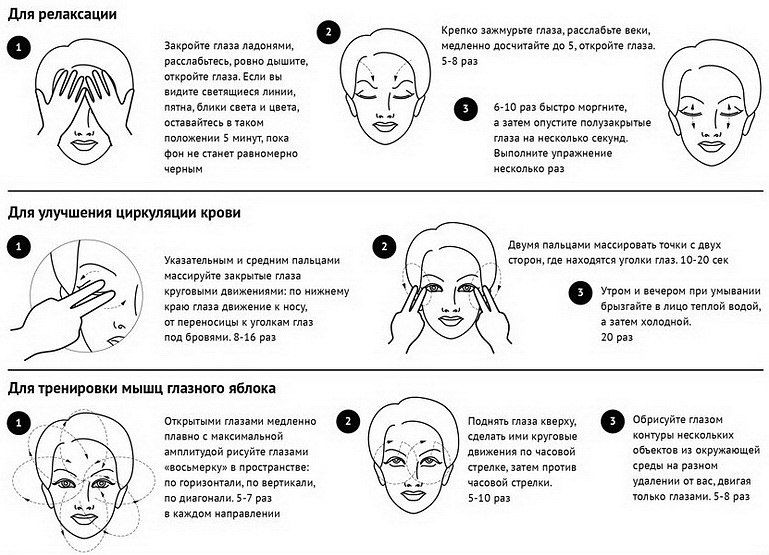 Для релаксации
1
Закройте глаза ладонями,
расслабьтесь, ровно дышите,
откройте глаза. Если вы
видите светящиеся линии,
пятна, блики света и цвета,
оставайтесь в таком
положении 5 минут, пока
фон не станет равномерно
черным
2
Крепко зажмурьте глаза, расслабьте веки,
медленно досчитайте до 5, откройте глаза.
5-8 раз
3
6-10 раз быстро моргните,
а затем опустите полузакрытые
глаза на несколько секунд.
Выполните упражнение
несколько раз
Для улучшения циркуляции крови
1
Указательным и средним пальцами
массируйте закрытые глаза
круговыми движениями: по нижнему
краю глаза движение к носу,
от переносицы к уголкам глаз
под бровями. 8-16 раз
2
Двумя пальцами массировать точки с двух
сторон, где находятся уголки глаз. 10-20 сек
3
Утром и вечером при умывании
брызгайте в лицо теплой водой,
а затем холодной.
20 раз
Для тренировки мышц глазного яблока
1
Открытыми глазами медленно
плавно с максимальной
амплитудой рисуйте глазами
«восьмерку» в пространстве:
по горизонтали, по вертикали,
по диагонали. 5-7 раз
в каждом направлении
2
Поднять глаза кверху,
сделать ими круговые
движения по часовой
стрелке, затем против
часовой стрелки.
5-10 раз
3
Обрисуйте глазом
контуры нескольких
объектов из окружающей
среды на разном
удалении от вас, двигая
только глазами. 5-8 раз